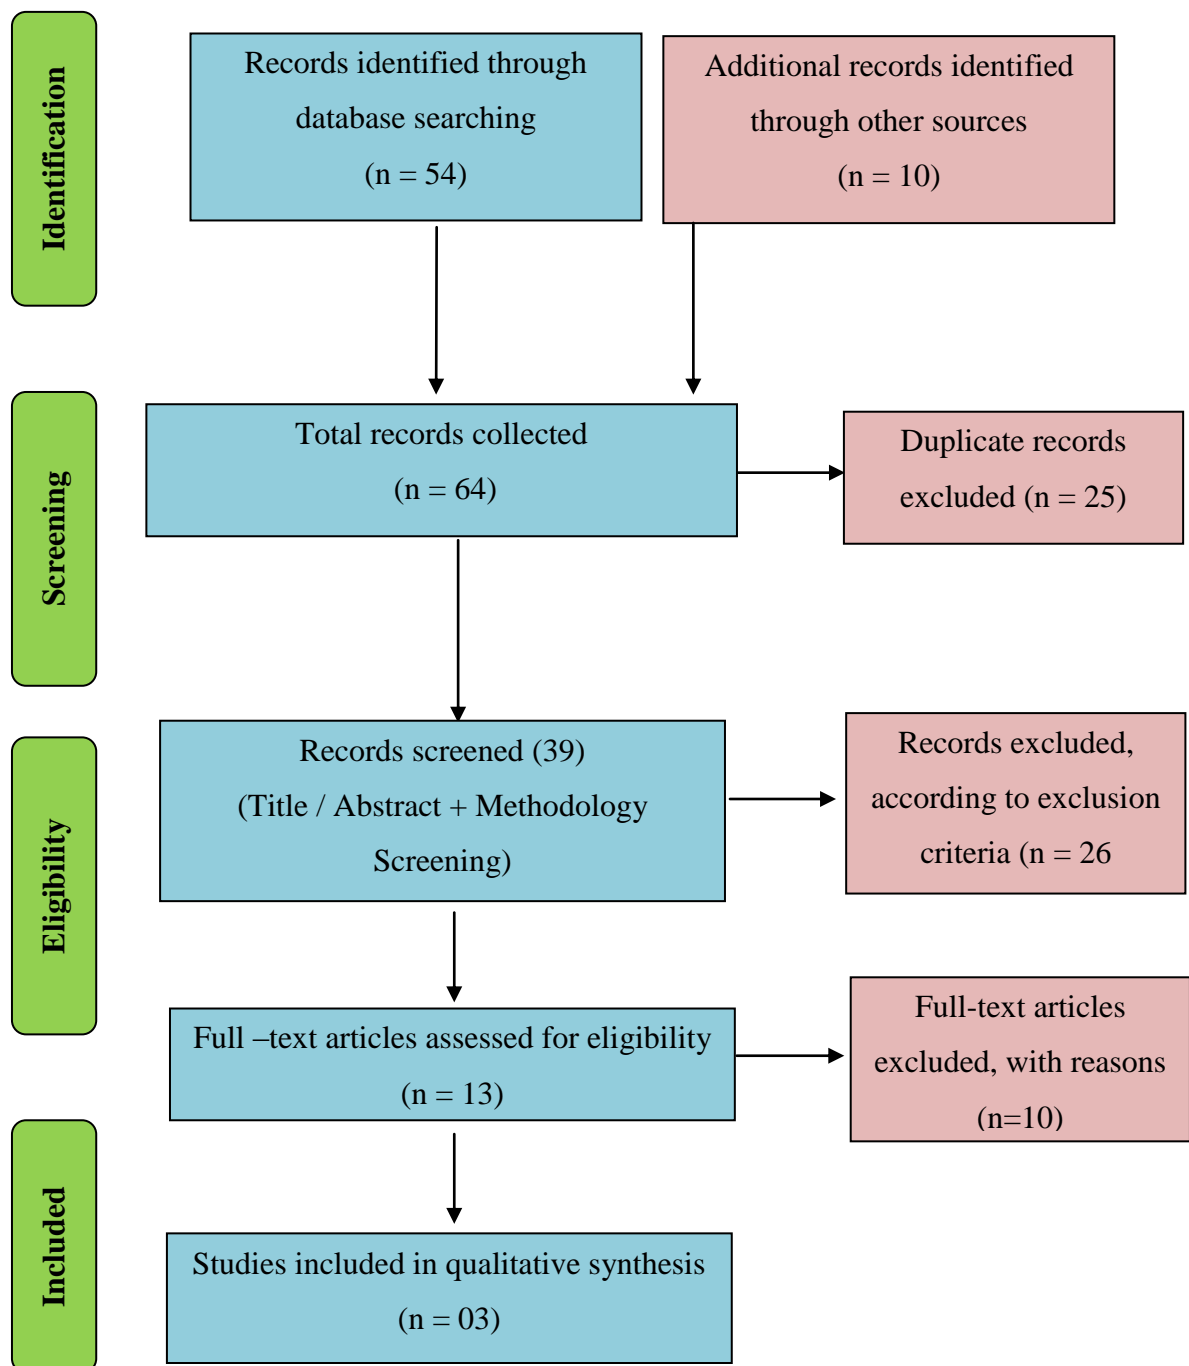 Identification
Records identified through
database searching
(n = 54)
Additional records identified
through other sources
(n = 10)
Screening
Total records collected
(n = 64)
Duplicate records
excluded (n = 25)
Eligibility
Records screened (39)
(Title / Abstract + Methodology
Screening)
Records excluded,
according to exclusion
criteria (n = 26
Full –text articles assessed for eligibility
(n = 13)
Full-text articles
excluded, with reasons
(n=10)
Included
Studies included in qualitative synthesis
(n = 03)